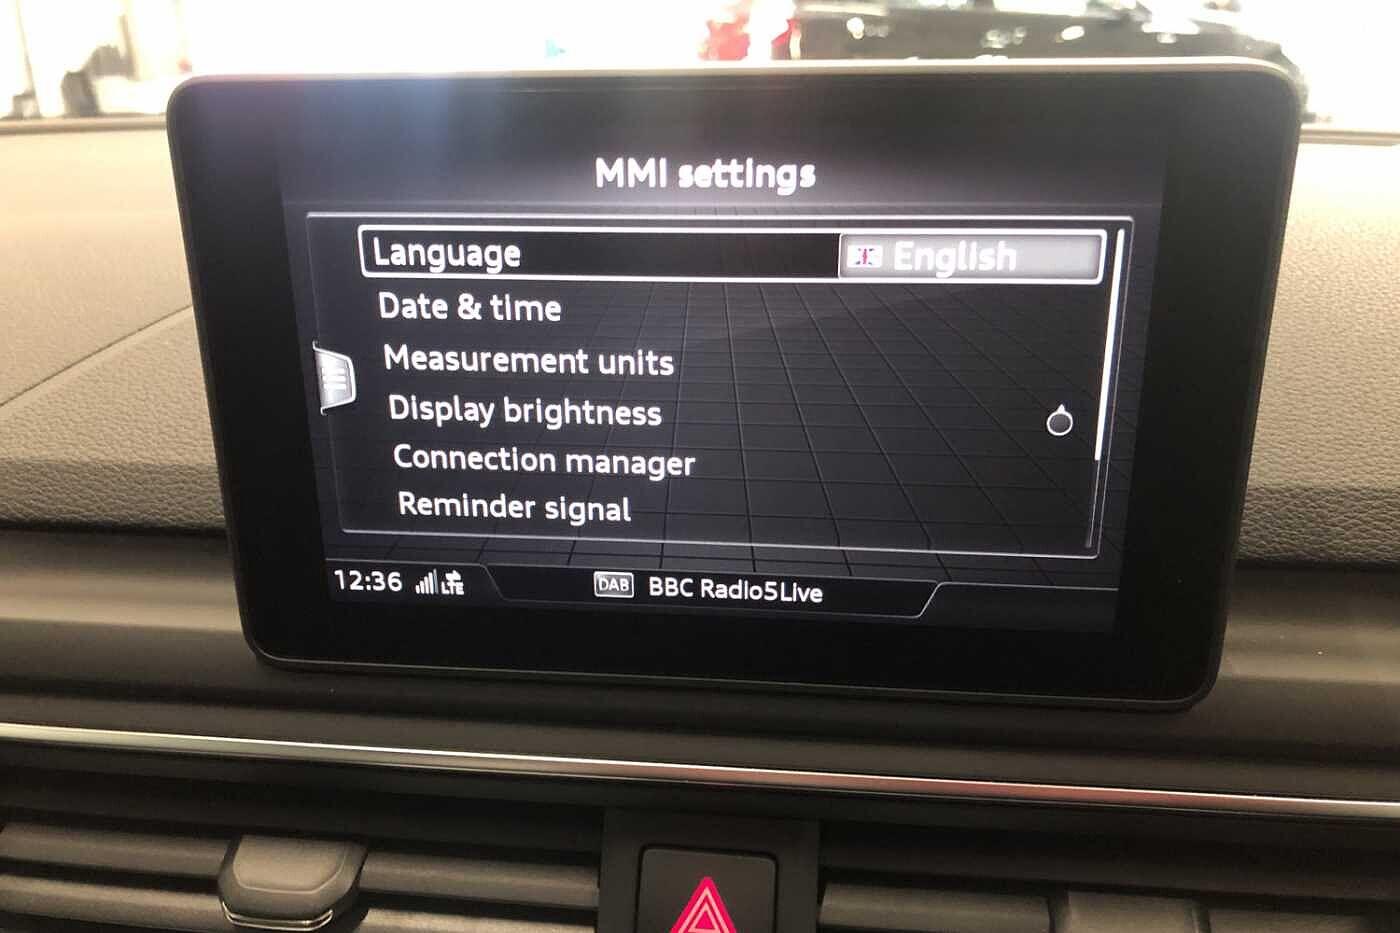 MMI settings
Language English
Date & time
Measurement units
Display brightness
Connection manager
Reminder signal
12:36 LTE DAB BBC Radio5Live